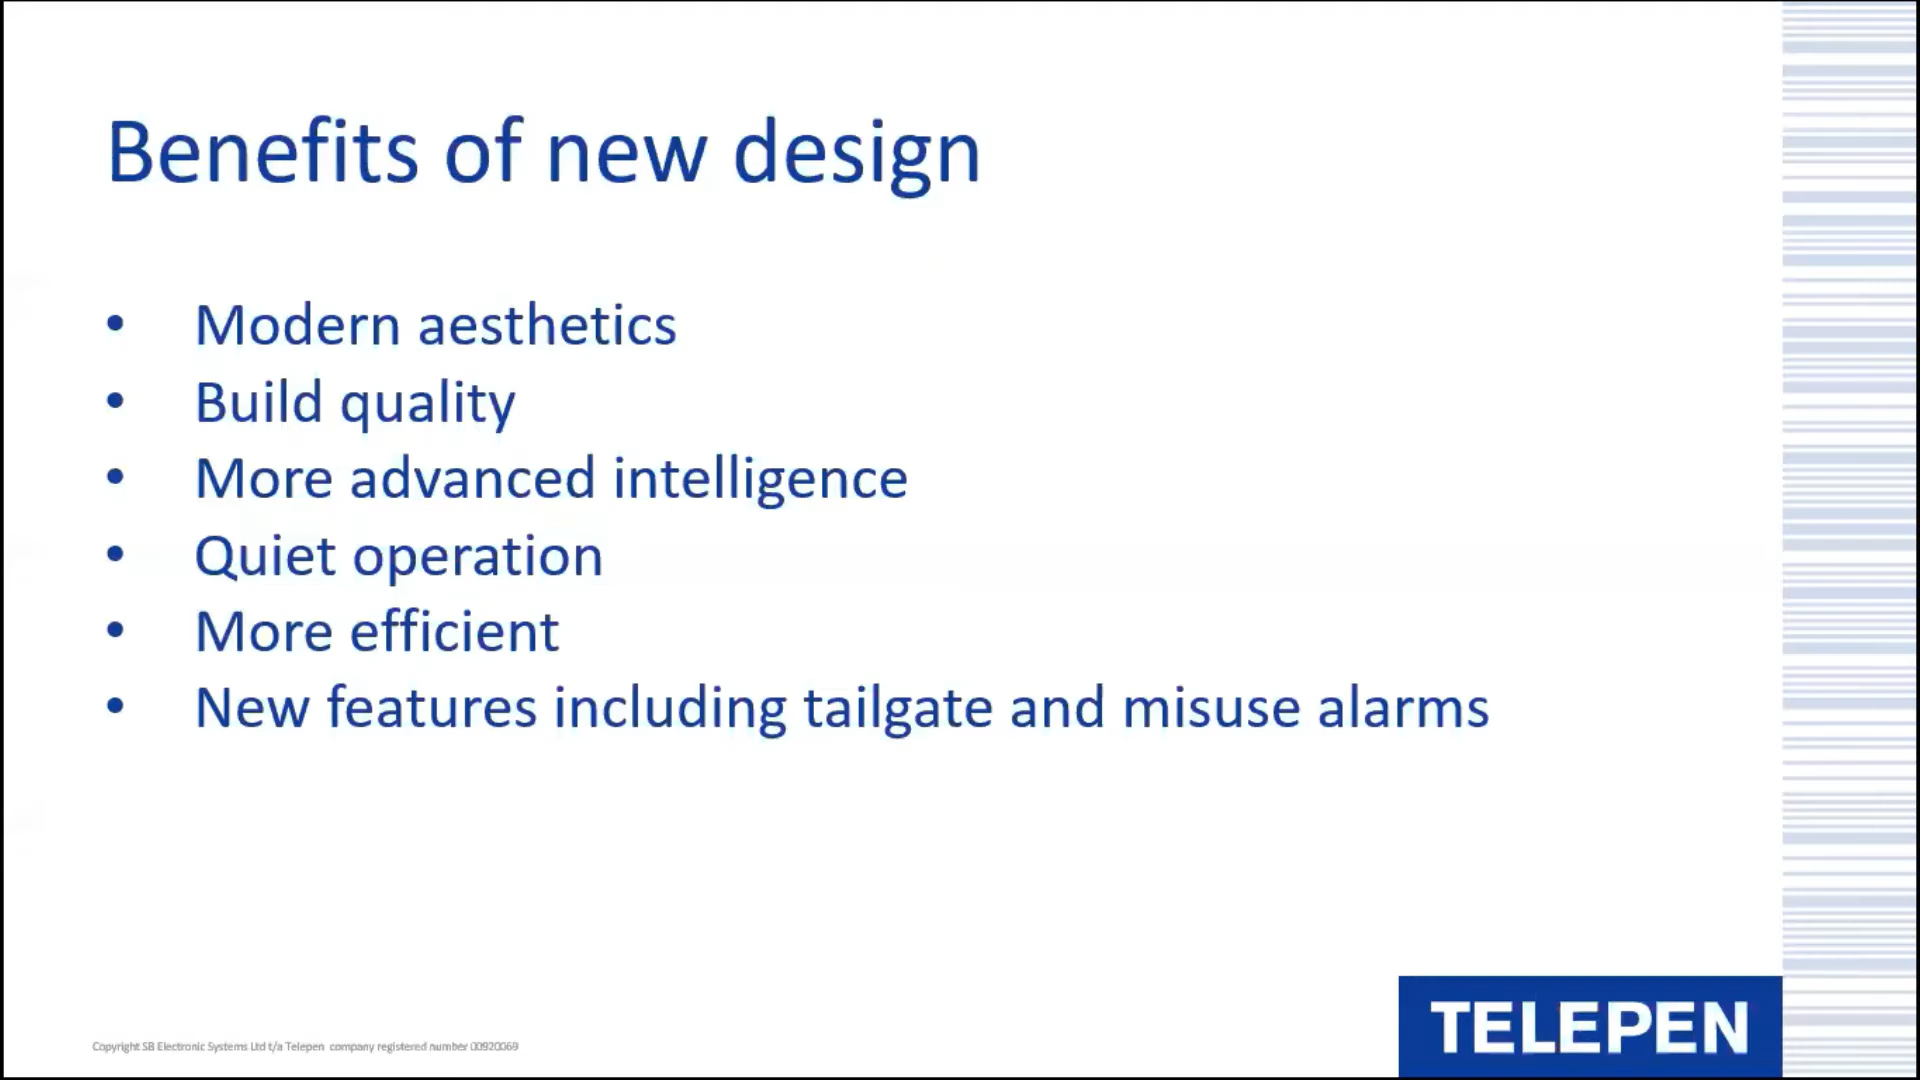 Benefits of new design
• Modern aesthetics
• Build quality
• More advanced intelligence
• Quiet operation
• More efficient
• New features including tailgate and misuse alarms
TELEPEN
Copyright SB Electronic Systems Ltd t/a Telepen company registered number 00920069